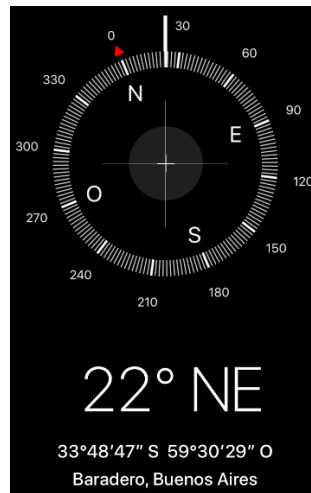 0
30
330
60
N
90
300
E
120
O
270
S
150
240
180
210
22° NE
33°48’47” S 59°30’29” O
Baradero, Buenos Aires